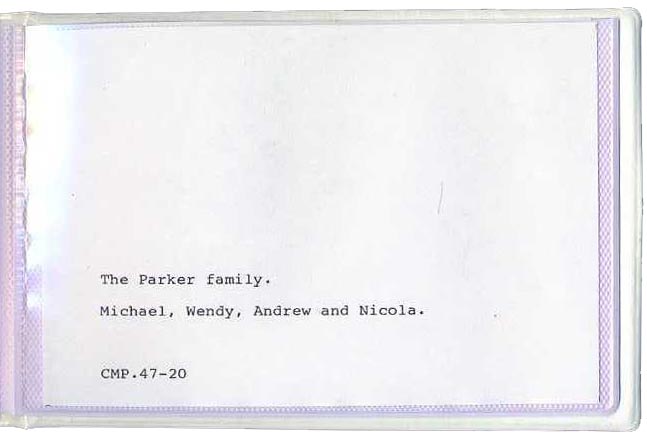 The Parker family.
Michael, Wendy, Andrew and Nicola.
CMP.47-20